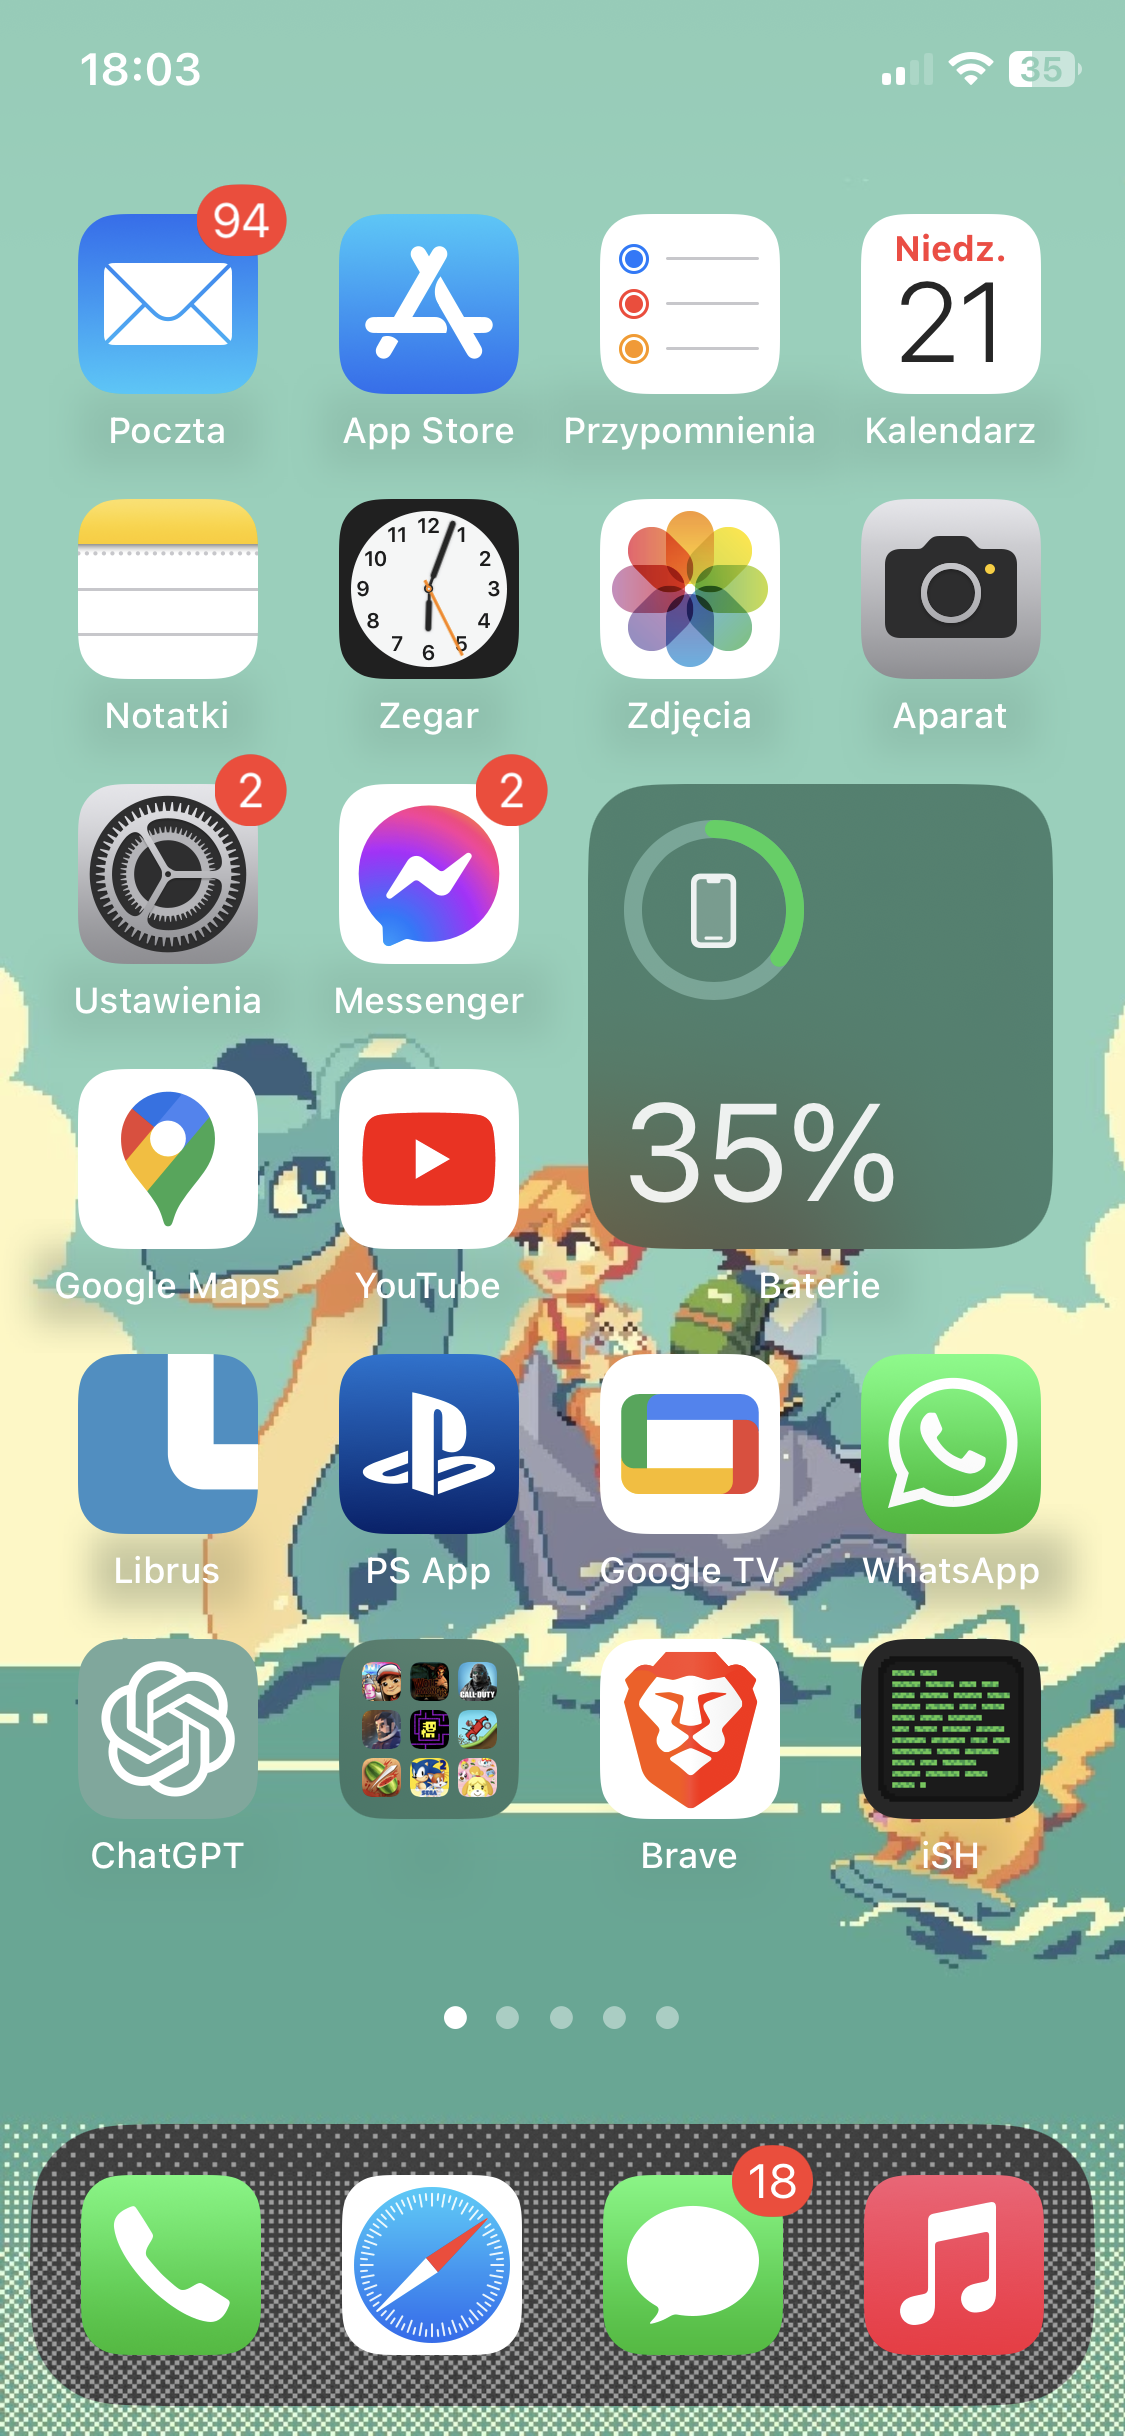 18:03
35
94
Niedz.
21
Poczta
App Store
Przypomnienia
Kalendarz
12
1
2
3
4
5
6
7
8
9
10
11
Notatki
Zegar
Zdjęcia
Aparat
2
2
Ustawienia
Messenger
35%
Google Maps
YouTube
Baterie
Librus
PS App
Google TV
WhatsApp
CALL·DUTY
2
SEGA
ChatGPT
Brave
iSH
18